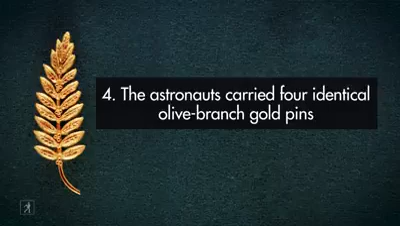 4. The astronauts carried four identical
olive-branch gold pins